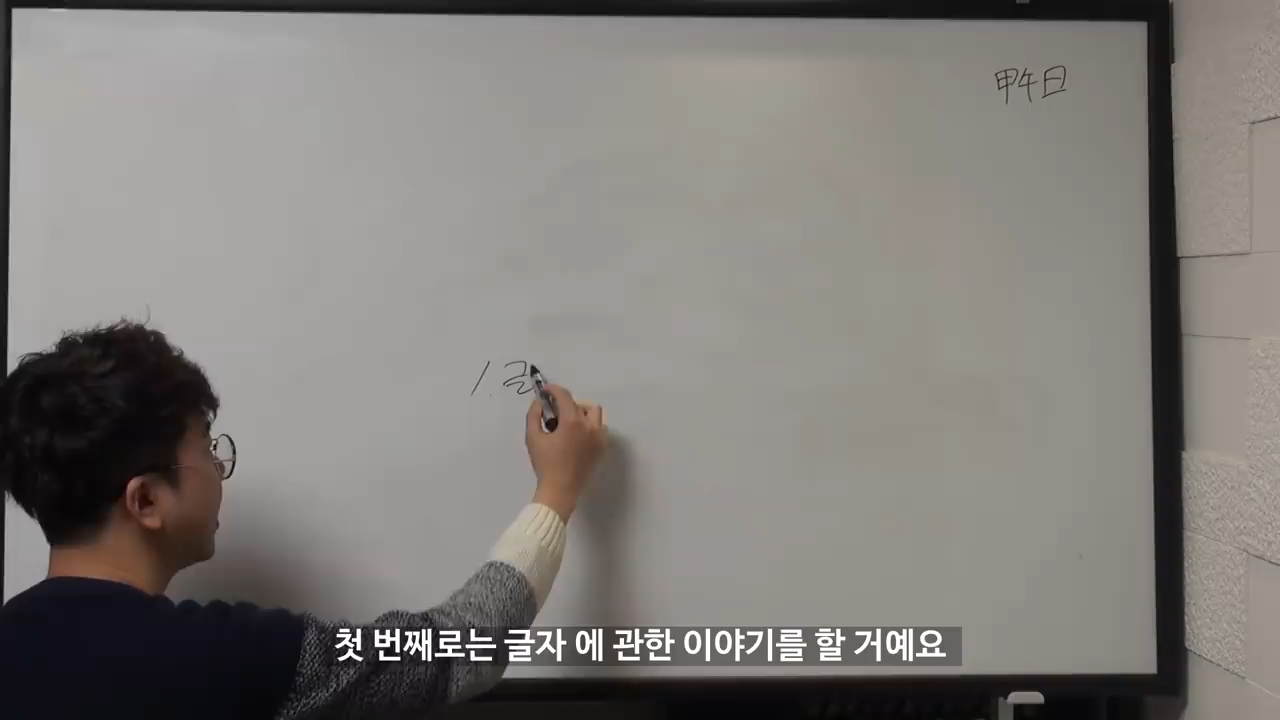 甲午日
1. 글
첫 번째로는 글자 에 관한 이야기를 할 거예요